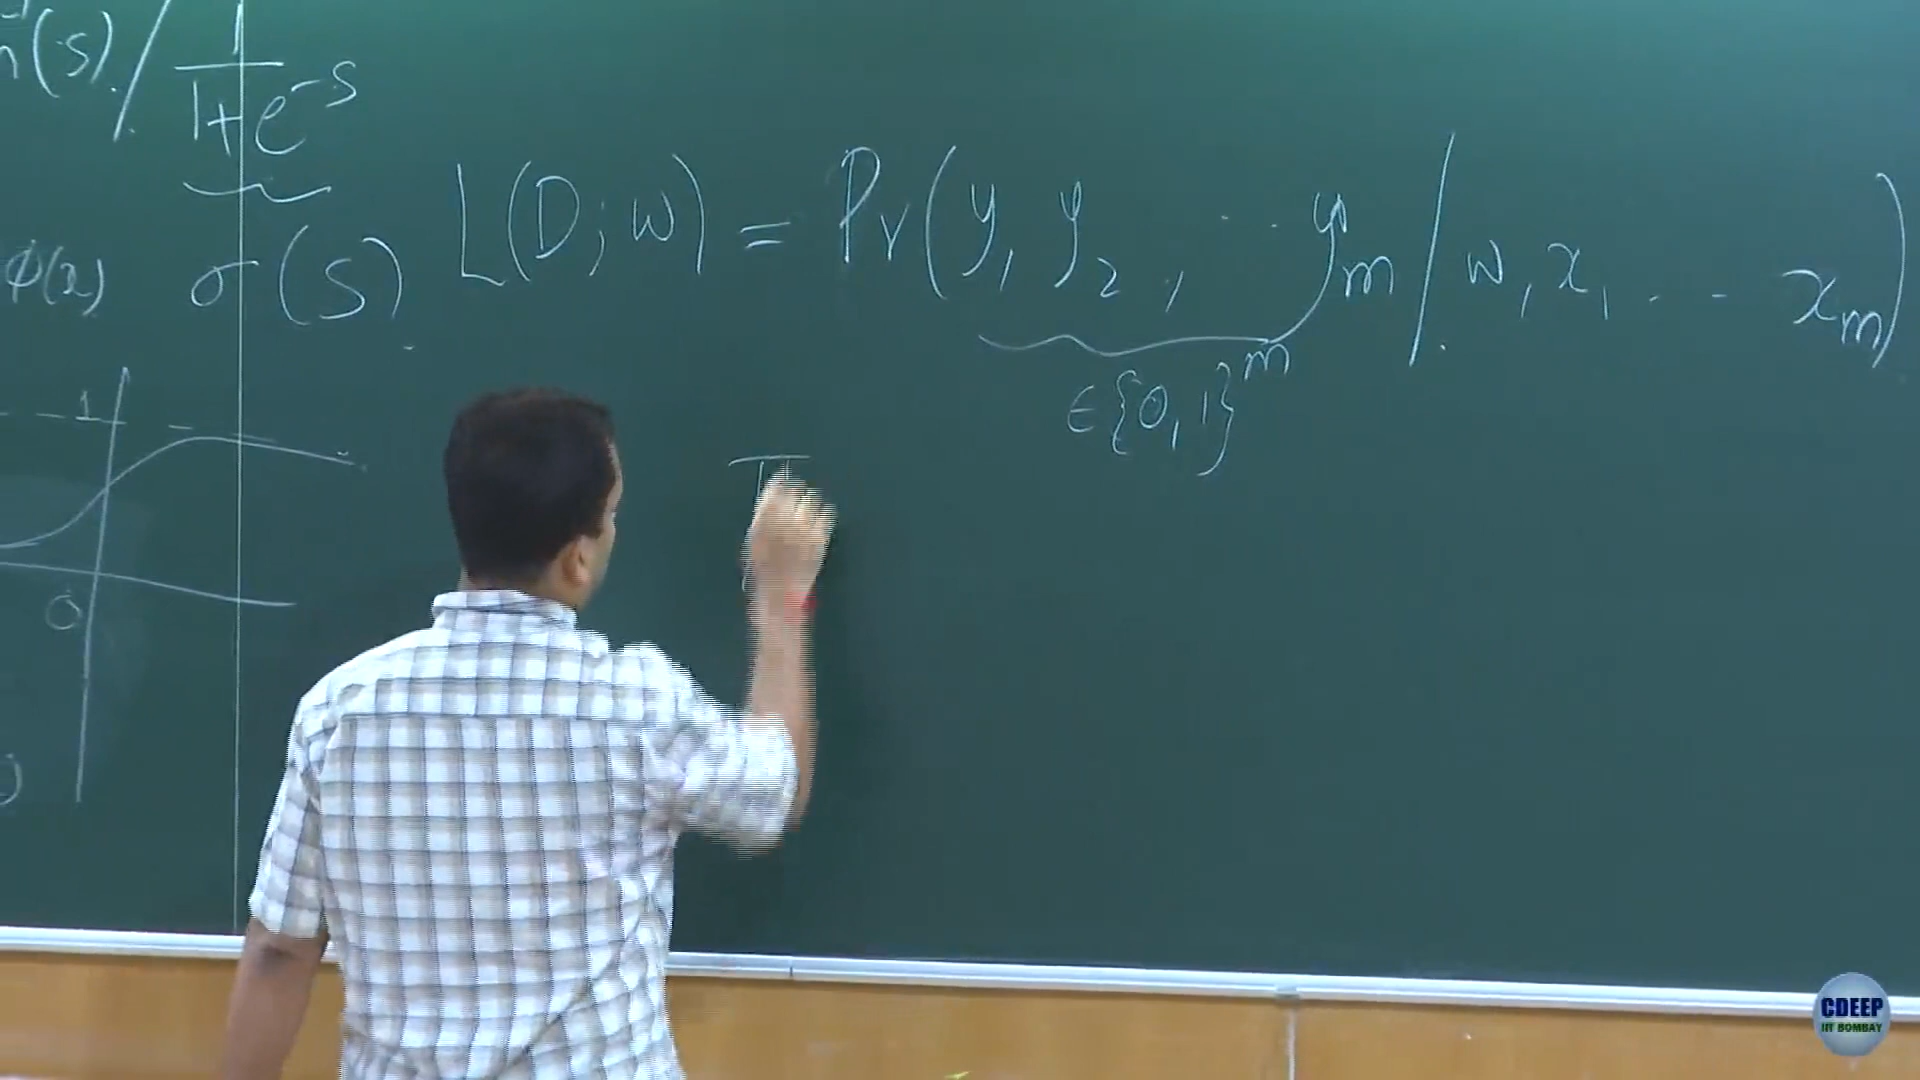 (s) / 1/1+e^-s
L(D; w) = Pr(y1 y2, .. ym / w, x1 . - - xm)
ϕ(x) σ(s)
∈{0,1}^m
1
Π
0
CDEEP
IIT BOMBAY